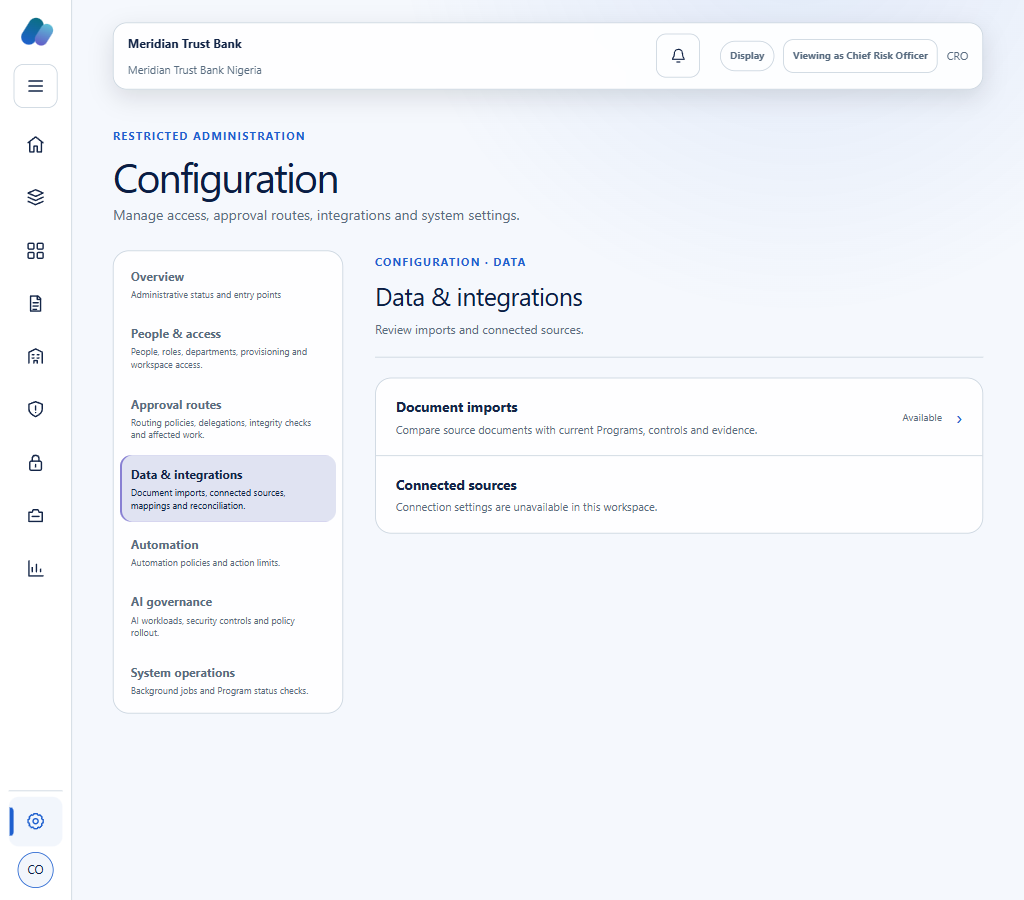 Meridian Trust Bank
Meridian Trust Bank Nigeria
Display
Viewing as Chief Risk Officer
CRO
RESTRICTED ADMINISTRATION
Configuration
Manage access, approval routes, integrations and system settings.
Overview
Administrative status and entry points
People & access
People, roles, departments, provisioning and
workspace access.
Approval routes
Routing policies, delegations, integrity checks
and affected work.
Data & integrations
Document imports, connected sources,
mappings and reconciliation.
Automation
Automation policies and action limits.
AI governance
AI workloads, security controls and policy
rollout.
System operations
Background jobs and Program status checks.
CONFIGURATION · DATA
Data & integrations
Review imports and connected sources.
Document imports
Compare source documents with current Programs, controls and evidence.
Available
Connected sources
Connection settings are unavailable in this workspace.
CO